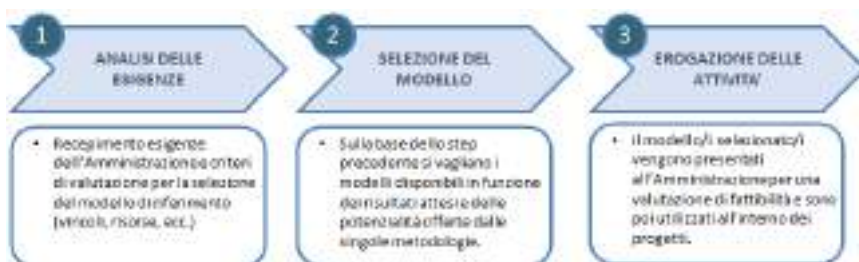 1
ANALISI DELLE
ESIGENZE
• Recepimento esigenze
dell'Amministrazione e criteri
di valutazione per la selezione
del modello di riferimento
(vincoli, risorse, ecc.)
2
SELEZIONE DEL
MODELLO
• Sulla base dello step
precedente si vagliano i
modelli disponibili in funzione
dei risultati attesi e delle
potenzialità offerte dalle
singole metodologie.
3
EROGAZIONE DELLE
ATTIVITA'
• il modello/i selezionato/i
vengono presentati
all'Amministrazione per una
valutazione di fattibilità e sono
poi utilizzati all'interno dei
progetti.